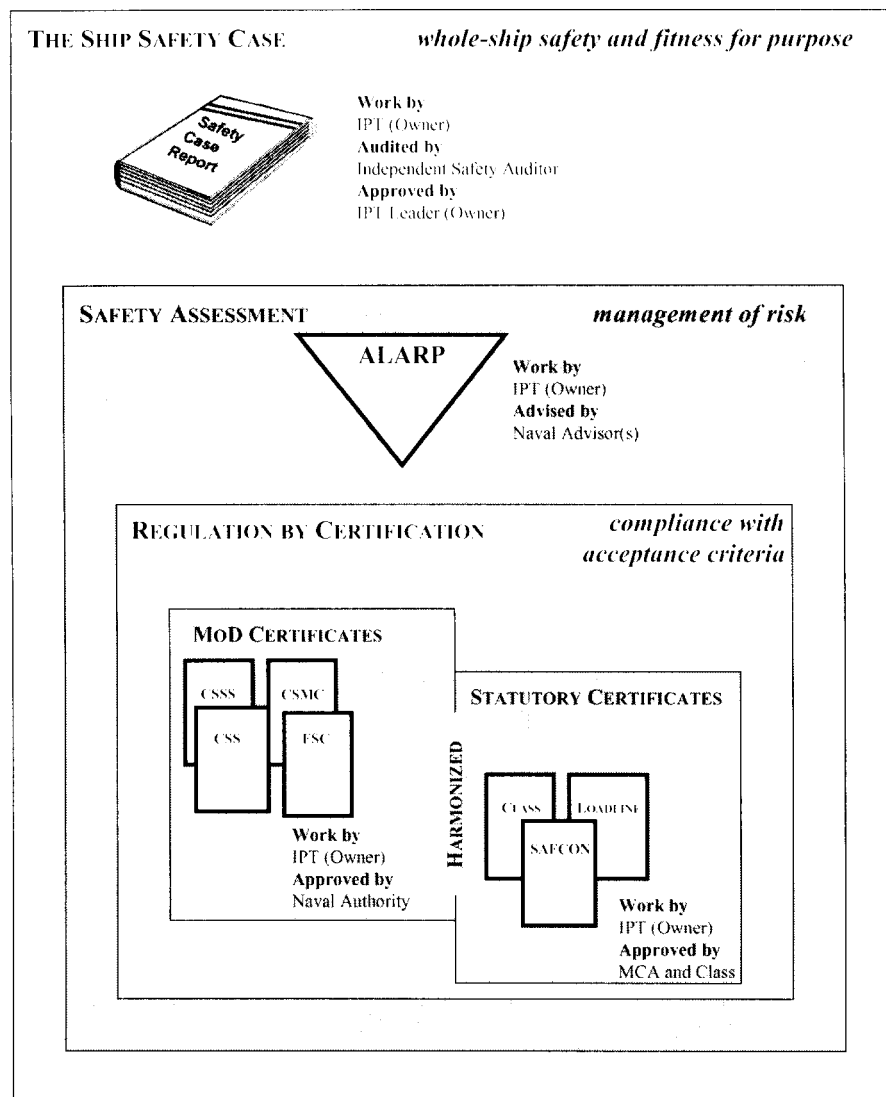 THE SHIP SAFETY CASE
whole-ship safety and fitness for purpose
Safety
Case
Report
Work by
IPT (Owner)
Audited by
Independent Safety Auditor
Approved by
IPT Leader (Owner)
SAFETY ASSESSMENT
management of risk
ALARP
Work by
IPT (Owner)
Advised by
Naval Advisor(s)
REGULATION BY CERTIFICATION
compliance with
acceptance criteria
MOD CERTIFICATES
CSSS
CSMC
CSS
FSC
Work by
IPT (Owner)
Approved by
Naval Authority
HARMONIZED
STATUTORY CERTIFICATES
CLASS
LOADLINE
SAFCON
Work by
IPT (Owner)
Approved by
MCA and Class